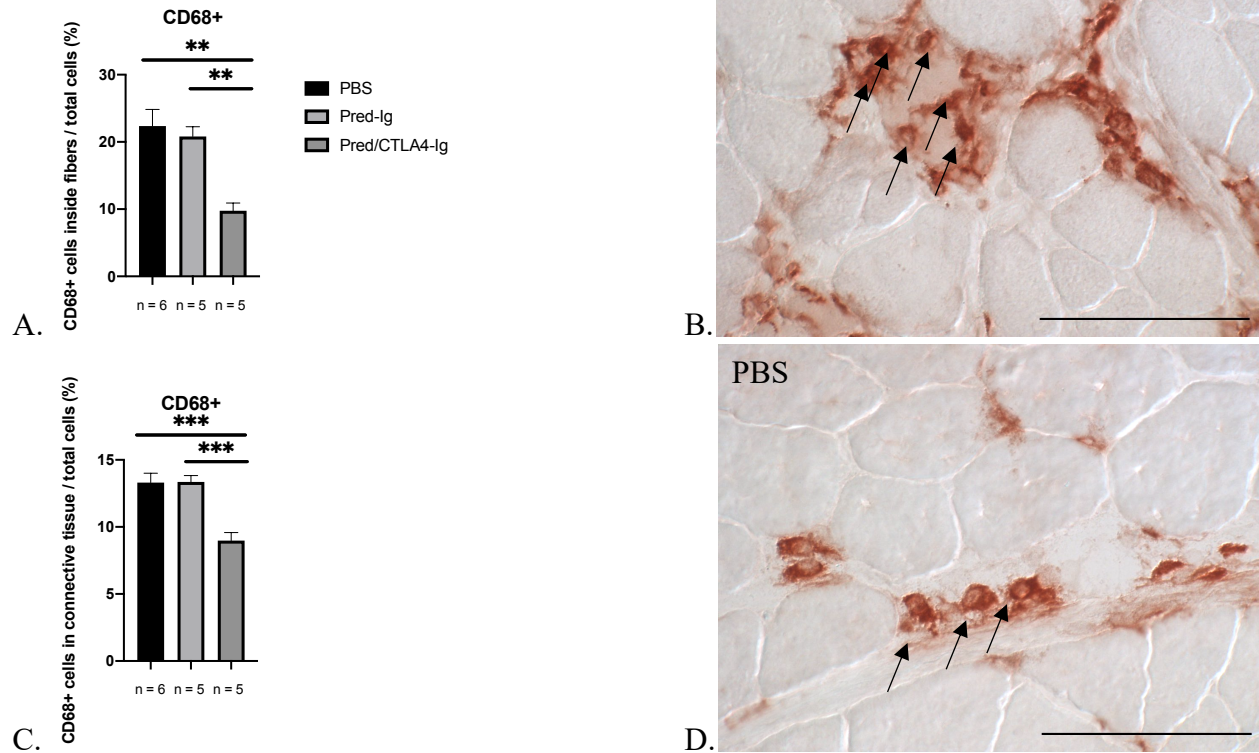 CD68+
**
**
CD68+ cells inside fibers / total cells (%)
30
20
10
0
n = 6 n = 5 n = 5
PBS
Pred-Ig
Pred/CTLA4-Ig
A.
B.
CD68+
***
***
CD68+ cells in connective tissue / total cells (%)
15
10
5
0
n = 6 n = 5 n = 5
C.
PBS
D.